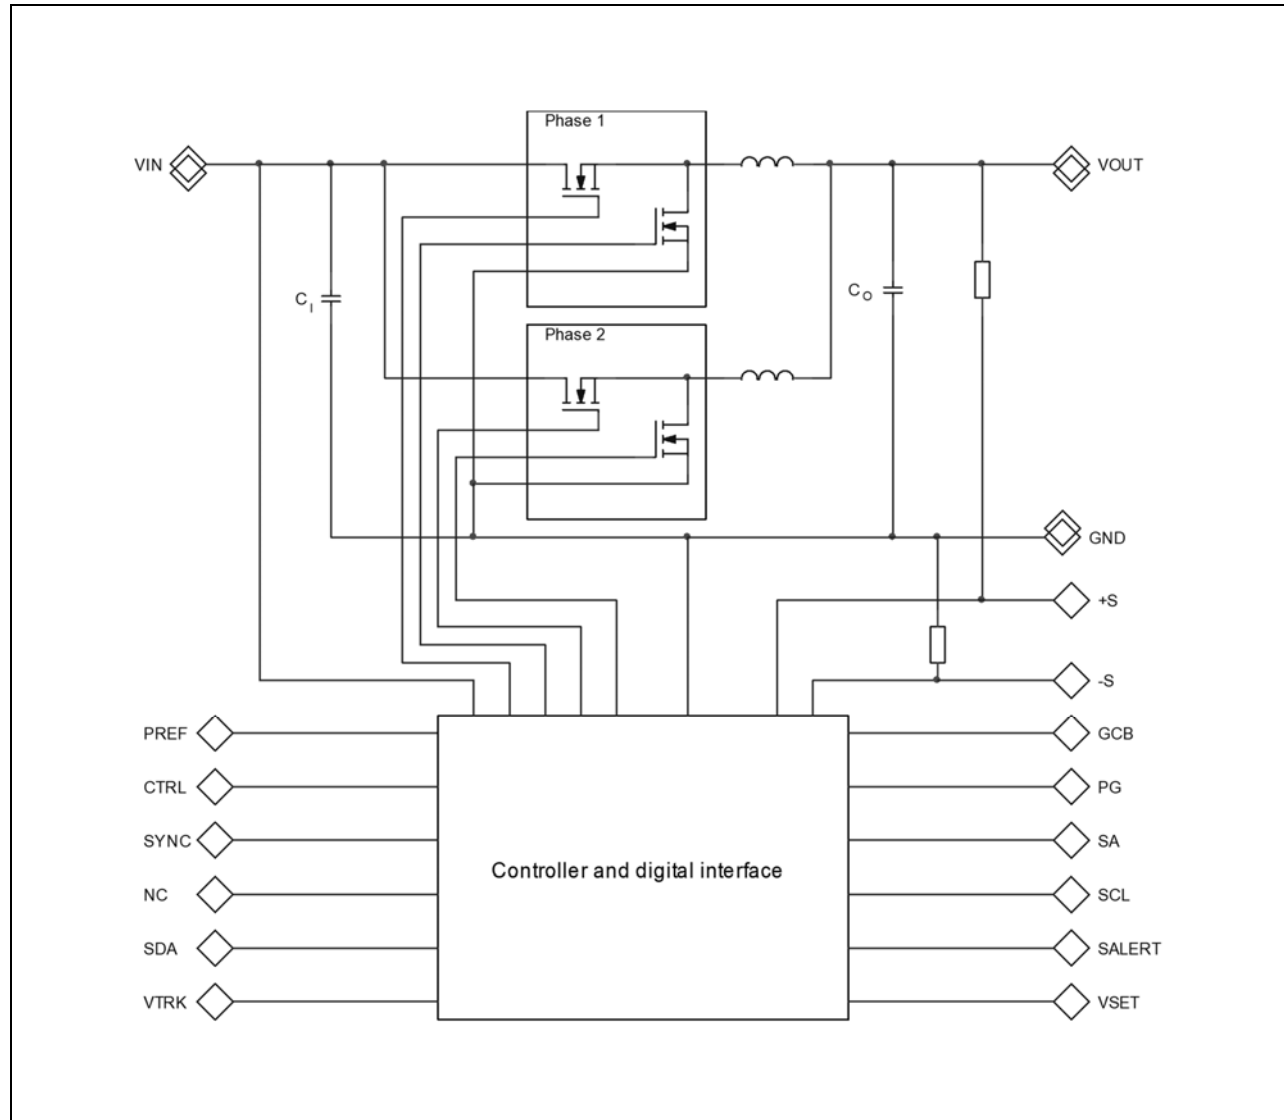 Phase 1
VIN
VOUT
C I
C O
Phase 2
GND
+S
-S
PREF
GCB
CTRL
PG
SYNC
SA
Controller and digital interface
NC
SCL
SDA
SALERT
VTRK
VSET